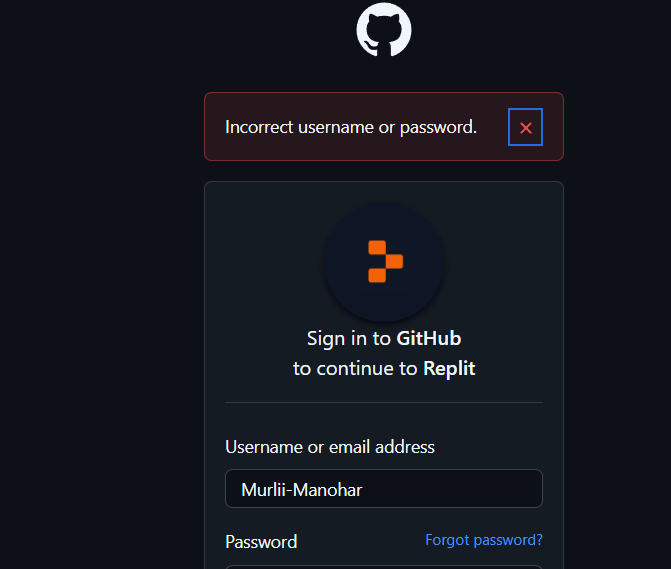 Incorrect username or password.
Sign in to GitHub
to continue to Replit
Username or email address
Murlii-Manohar
Password Forgot password?